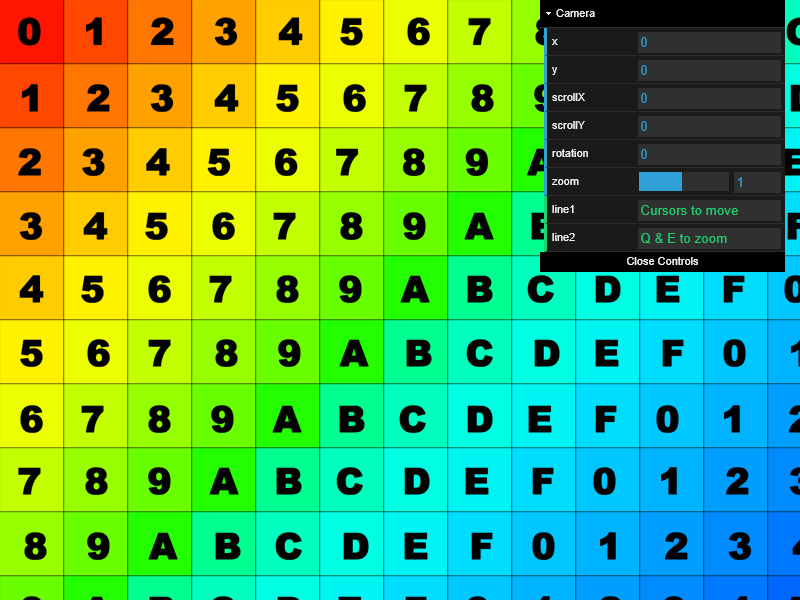 0 1 2 3 4 5 6 7 8
Camera
1 2 3 4 5 6 7 8 9
x 0
y 0
scrollX 0
2 3 4 5 6 7 8 9 A
scrollY 0
rotation 0
zoom 1
3 4 5 6 7 8 9 A
line1 Cursors to move
line2 Q & E to zoom
Close Controls
4 5 6 7 8 9 A B C D E F 0
5 6 7 8 9 A B C D E F 0 1
6 7 8 9 A B C D E F 0 1 2
7 8 9 A B C D E F 0 1 2 3
8 9 A B C D E F 0 1 2 3 4